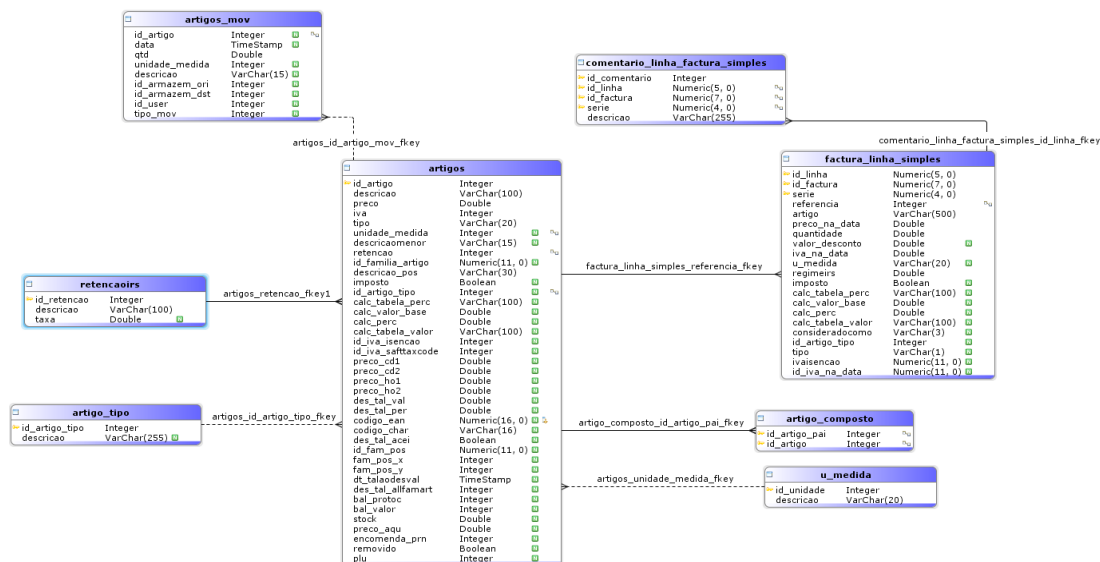 artigos_mov
id_artigo Integer N
data TimeStamp N
qtd Double
unidade_medida Integer N
descricao VarChar(15) N
id_armazem_ori Integer N
id_armazem_dst Integer N
id_user Integer N
tipo_mov Integer N
artigos_id_artigo_mov_fkey
comentario_linha_factura_simples
id_comentario Integer
id_linha Numeric(5, 0)
id_factura Numeric(7, 0)
serie Numeric(4, 0)
descricao VarChar(255)
comentario_linha_factura_simples_id_linha_fkey
artigos
id_artigo Integer
descricao VarChar(100)
preco Double
iva Integer
tipo VarChar(20)
unidade_medida Integer N
descricaomenor VarChar(15) N
retencao Integer
id_familia_artigo Numeric(11, 0) N
descricao_pos VarChar(30)
imposto Boolean N
id_artigo_tipo Integer N
calc_tabela_perc VarChar(100) N
calc_valor_base Double N
calc_perc Double N
calc_tabela_valor VarChar(100) N
id_iva_isencao Integer N
id_iva_safttaxcode Integer N
preco_cd1 Double N
preco_cd2 Double N
preco_ho1 Double N
preco_ho2 Double N
des_tal_val Double N
des_tal_per Double N
codigo_ean Numeric(16, 0) N
codigo_char VarChar(16) N
des_tal_acei Boolean N
id_fam_pos Numeric(11, 0) N
fam_pos_x Integer N
fam_pos_y Integer N
dt_talaodesval TimeStamp N
des_tal_allfamart Integer N
bal_protoc Integer N
bal_valor Integer N
stock Double N
preco_aqu Double N
encomenda_prn Integer N
removido Boolean N
plu Integer N
factura_linha_simples
id_linha Numeric(5, 0)
id_factura Numeric(7, 0)
serie Numeric(4, 0)
referencia Integer
artigo VarChar(500)
preco_na_data Double
quantidade Double
valor_desconto Double N
iva_na_data Double
u_medida VarChar(20) N
regimeirs Double
imposto Boolean N
calc_tabela_perc VarChar(100) N
calc_valor_base Double N
calc_perc Double N
calc_tabela_valor VarChar(100) N
consideradocomo VarChar(3) N
id_artigo_tipo Integer N
tipo VarChar(1) N
ivaisencao Numeric(11, 0) N
id_iva_na_data Numeric(11, 0) N
factura_linha_simples_referencia_fkey
retencaoirs
id_retencao Integer
descricao VarChar(100)
taxa Double N
artigos_retencao_fkey1
artigo_tipo
id_artigo_tipo Integer
descricao VarChar(255) N
artigos_id_artigo_tipo_fkey
artigo_composto_id_artigo_pai_fkey
artigo_composto
id_artigo_pai Integer
id_artigo Integer
artigos_unidade_medida_fkey
u_medida
id_unidade Integer
descricao VarChar(20)